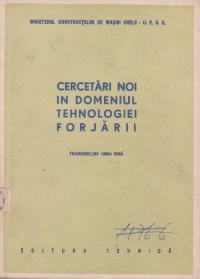 MINISTERUL CONSTRUCȚIILOR DE MAȘINI GRELE - U.R.S.S.
CERCETĂRI NOI
IN DOMENIUL
TEHNOLOGIEI
FORJĂRII
TRADUCERE DIN LIMBA RUSĂ
EDITURA TEHNICĂ